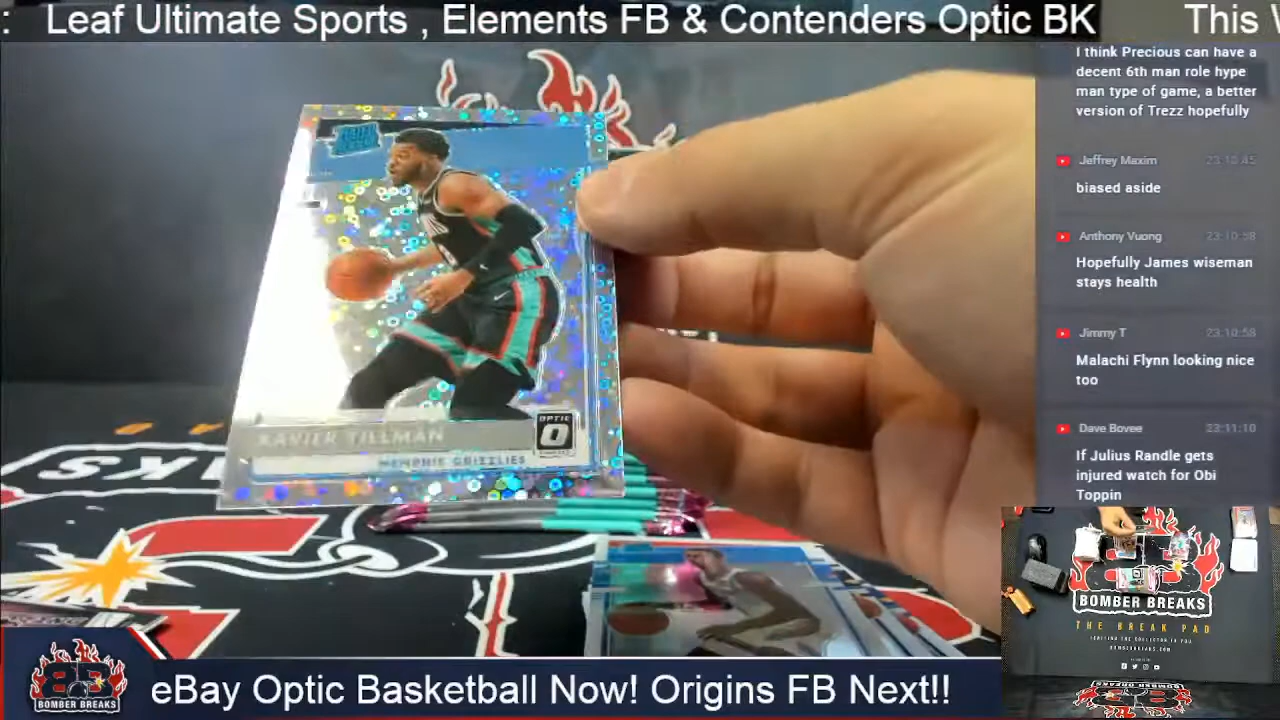 : Leaf Ultimate Sports , Elements FB & Contenders Optic BK This W
I think Precious can have a
decent 6th man role hype
man type of game, a better
version of Trezz hopefully
Jeffrey Maxim 23:10:45
biased aside
Anthony Vuong 23:10:58
Hopefully James wiseman
stays health
Jimmy T 23:10:58
Malachi Flynn looking nice
too
Dave Bovee 23:11:10
If Julius Randle gets
injured watch for Obi
Toppin
RATED ROOKIE
XAVIER TILLMAN
MEMPHIS GRIZZLIES
OPTIC
BOMBER BREAKS
THE BREAK PAD
BOMBER BREAKS
eBay Optic Basketball Now! Origins FB Next!!